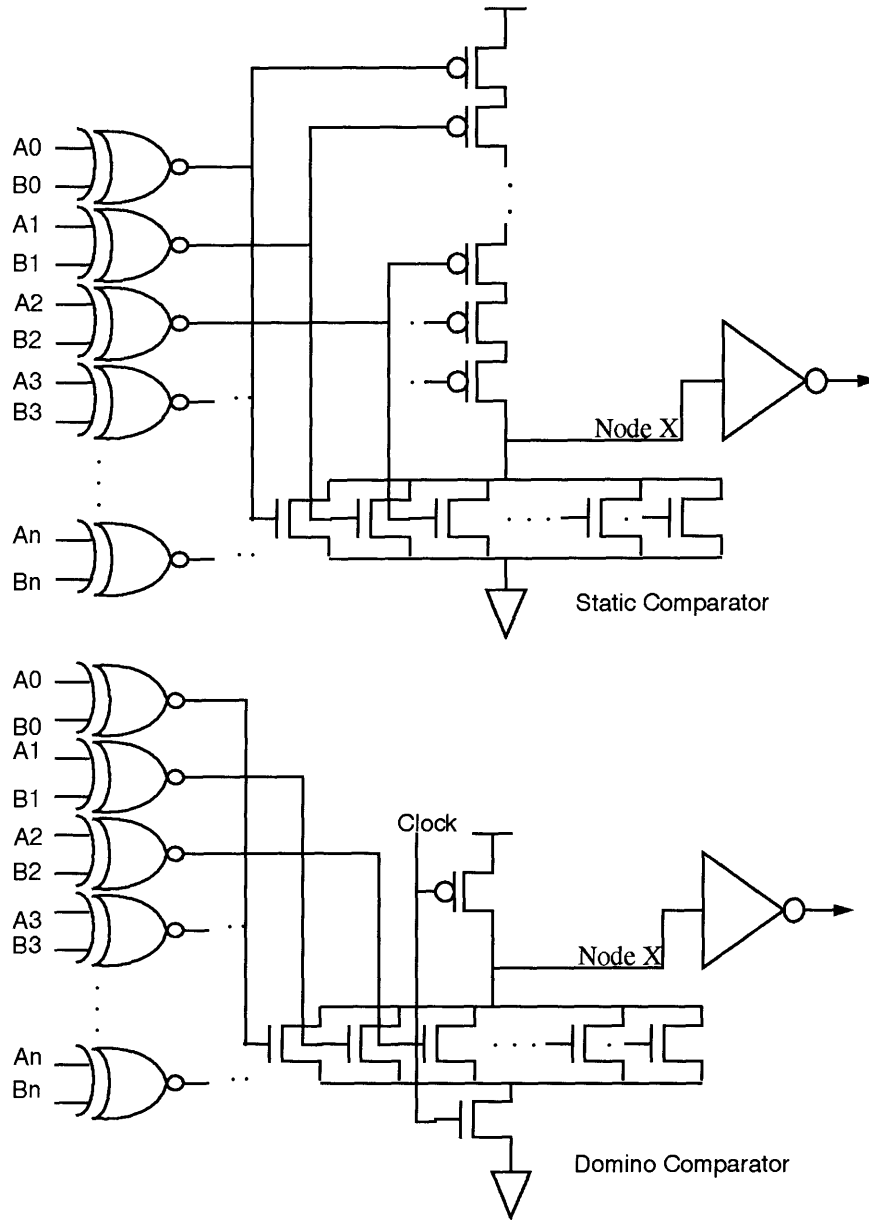 A0
B0
A1
B1
A2
B2
A3
B3
An
Bn
Node X
Static Comparator
A0
B0
A1
B1
A2
B2
A3
B3
An
Bn
Clock
Node X
Domino Comparator